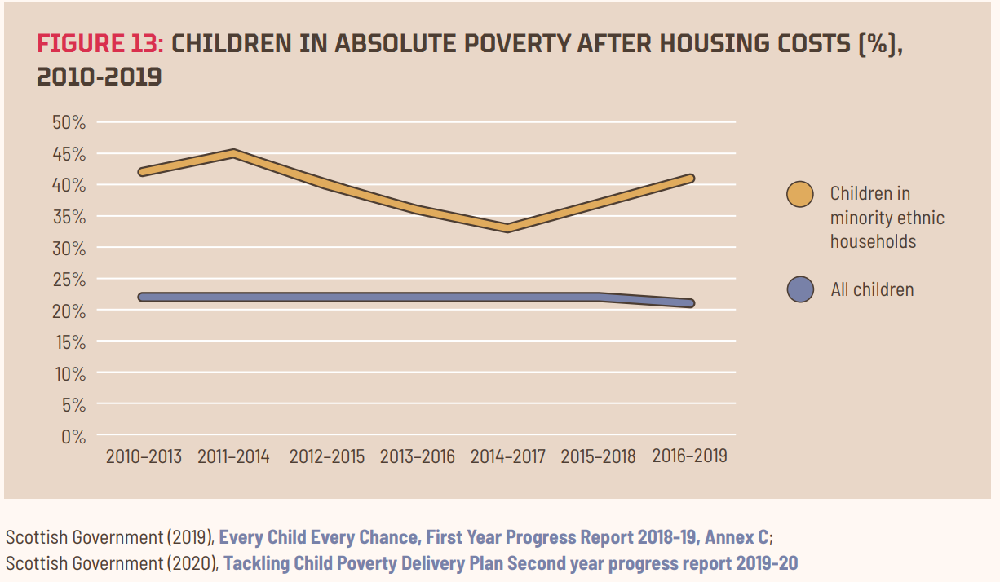 FIGURE 13: CHILDREN IN ABSOLUTE POVERTY AFTER HOUSING COSTS (%),
2010-2019
50%
45%
40%
35%
30%
25%
20%
15%
10%
5%
0%
2010–2013 2011–2014 2012–2015 2013–2016 2014–2017 2015–2018 2016–2019
Children in
minority ethnic
households
All children
Scottish Government (2019), Every Child Every Chance, First Year Progress Report 2018-19, Annex C;
Scottish Government (2020), Tackling Child Poverty Delivery Plan Second year progress report 2019-20